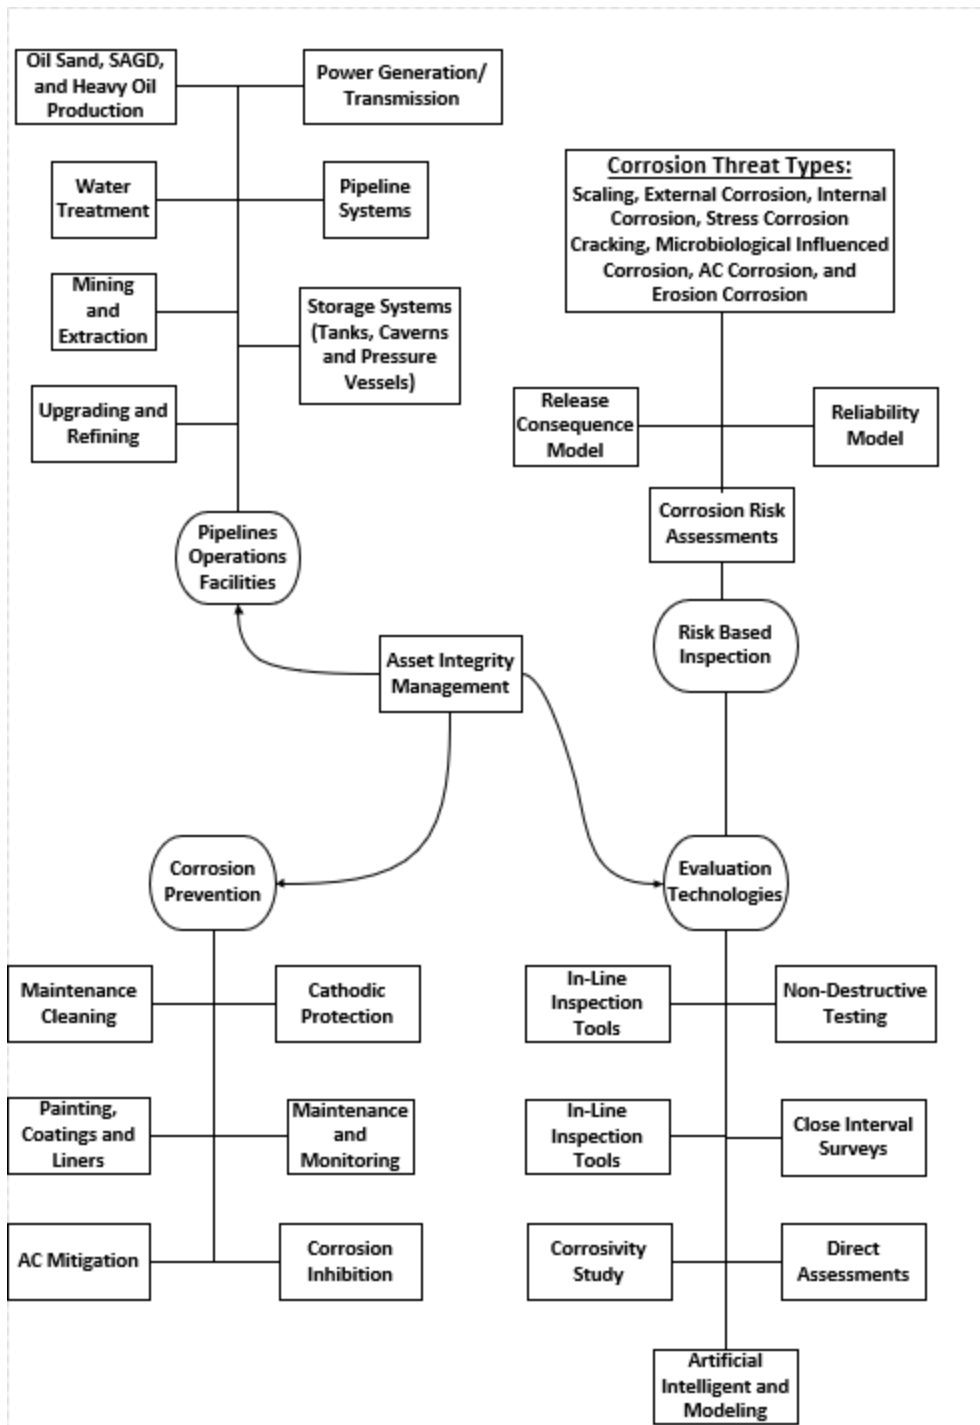 Oil Sand, SAGD,
and Heavy Oil
Production
Power Generation/
Transmission
Water
Treatment
Pipeline
Systems
Mining
and
Extraction
Storage Systems
(Tanks, Caverns
and Pressure
Vessels)
Upgrading and
Refining
Pipelines
Operations
Facilities
Corrosion Threat Types:
Scaling, External Corrosion, Internal
Corrosion, Stress Corrosion
Cracking, Microbiological Influenced
Corrosion, AC Corrosion, and
Erosion Corrosion
Release
Consequence
Model
Reliability
Model
Corrosion Risk
Assessments
Risk Based
Inspection
Asset Integrity
Management
Corrosion
Prevention
Evaluation
Technologies
Maintenance
Cleaning
Cathodic
Protection
Painting,
Coatings and
Liners
Maintenance
and
Monitoring
AC Mitigation
Corrosion
Inhibition
In-Line
Inspection
Tools
Non-Destructive
Testing
In-Line
Inspection
Tools
Close Interval
Surveys
Corrosivity
Study
Direct
Assessments
Artificial
Intelligent and
Modeling